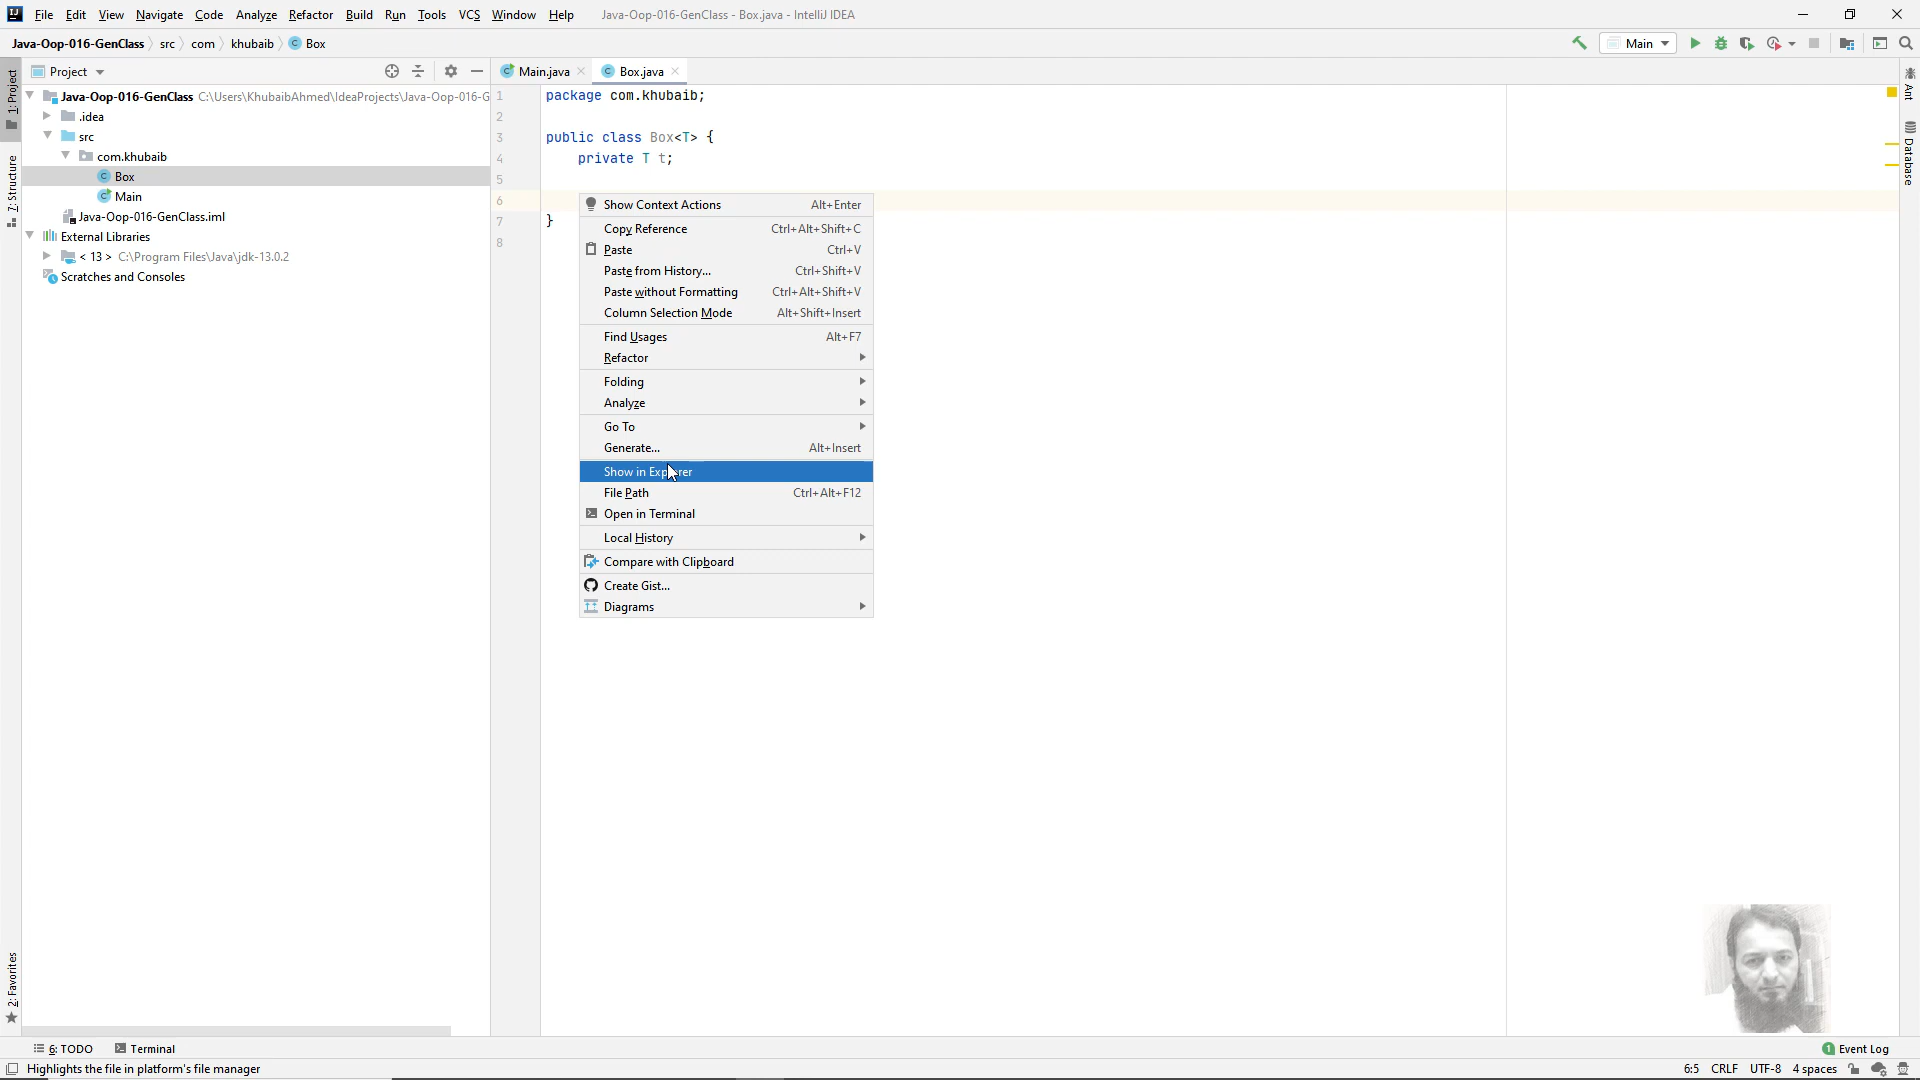 File Edit View Navigate Code Analyze Refactor Build Run Tools VCS Window Help Java-Oop-016-GenClass - Box.java - IntelliJ IDEA
Java-Oop-016-GenClass src com khubaib Box Main
Project Main.java Box.java
1: Project
7: Structure
2: Favorites
Ant
Database
Java-Oop-016-GenClass C:\Users\KhubaibAhmed\IdeaProjects\Java-Oop-016-G
.idea
src
com.khubaib
Box
Main
Java-Oop-016-GenClass.iml
External Libraries
< 13 > C:\Program Files\Java\jdk-13.0.2
Scratches and Consoles
1 package com.khubaib;
2
3 public class Box<T> {
4 private T t;
5
6
7 }
8
Show Context Actions Alt+Enter
Copy Reference Ctrl+Alt+Shift+C
Paste Ctrl+V
Paste from History... Ctrl+Shift+V
Paste without Formatting Ctrl+Alt+Shift+V
Column Selection Mode Alt+Shift+Insert
Find Usages Alt+F7
Refactor
Folding
Analyze
Go To
Generate... Alt+Insert
Show in Explorer
File Path Ctrl+Alt+F12
Open in Terminal
Local History
Compare with Clipboard
Create Gist...
Diagrams
6: TODO Terminal 1 Event Log
Highlights the file in platform's file manager 6:5 CRLF UTF-8 4 spaces